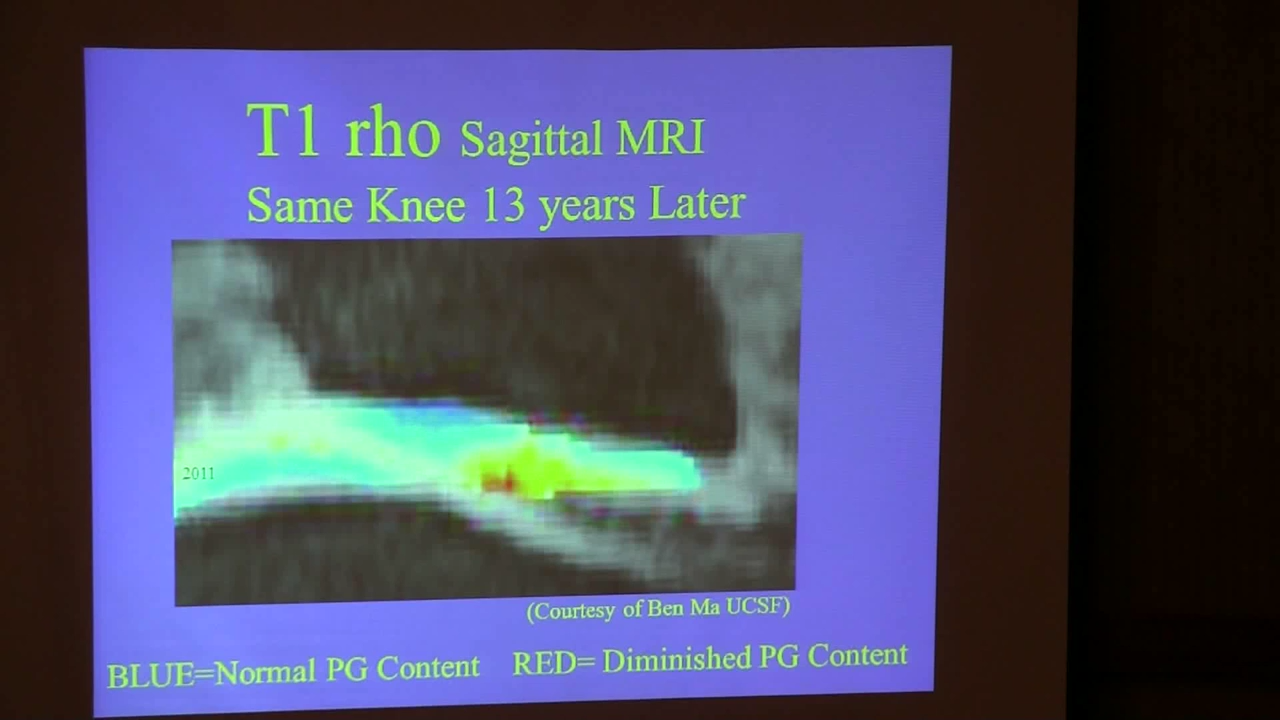 T1 rho Sagittal MRI
Same Knee 13 years Later
2011
(Courtesy of Ben Ma UCSF)
BLUE=Normal PG Content RED= Diminished PG Content